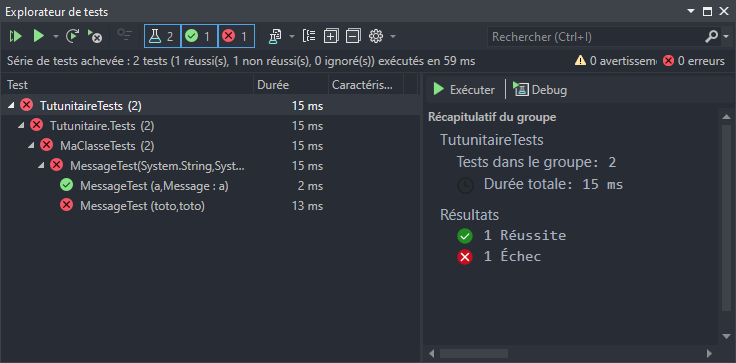 Explorateur de tests
2 1 1 Rechercher (Ctrl+I)
Série de tests achevée : 2 tests (1 réussi(s), 1 non réussi(s), 0 ignoré(s)) exécutés en 59 ms 0 avertissem 0 erreurs
Test Durée Caractéris...
TutunitaireTests (2) 15 ms
Tutunitaire.Tests (2) 15 ms
MaClasseTests (2) 15 ms
MessageTest(System.String,Syst... 15 ms
MessageTest (a,Message : a) 2 ms
MessageTest (toto,toto) 13 ms
Exécuter Debug
Récapitulatif du groupe
TutunitaireTests
Tests dans le groupe: 2
Durée totale: 15 ms
Résultats
1 Réussite
1 Échec